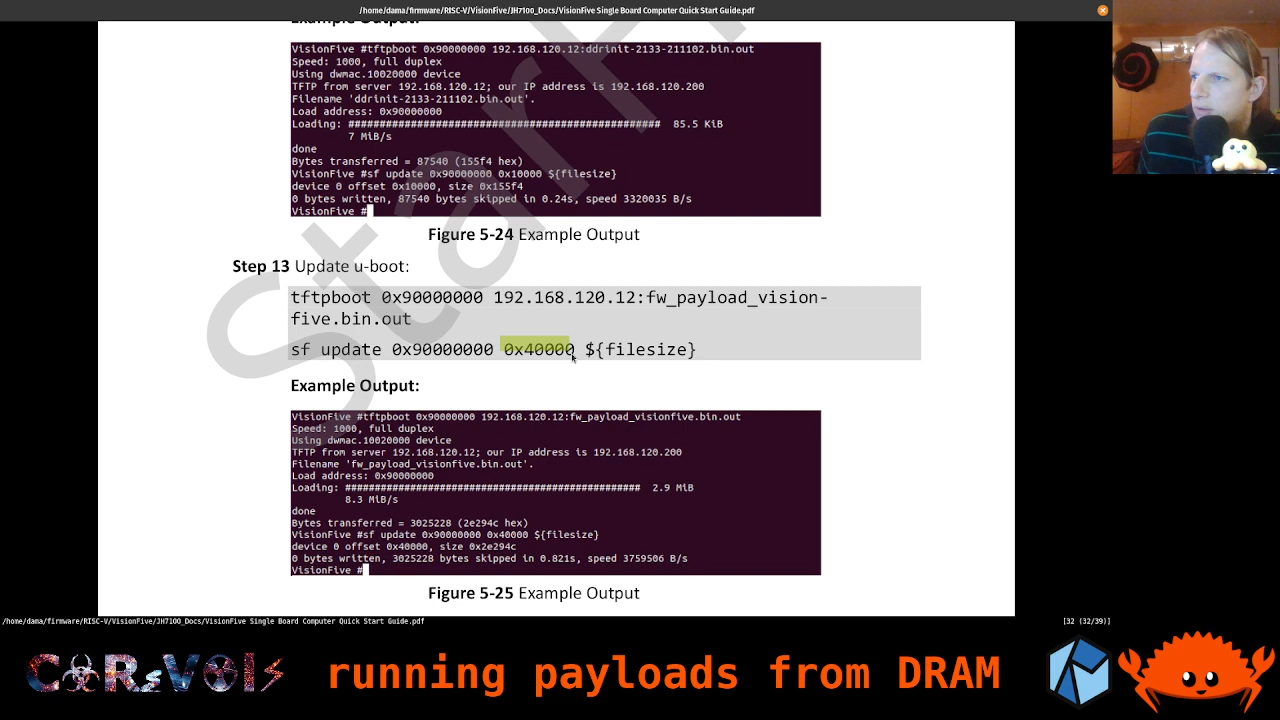 /home/dama/firmware/RISC-V/VisionFive/JH7100_Docs/VisionFive Single Board Computer Quick Start Guide.pdf
Example Output:
VisionFive #tftpboot 0x90000000 192.168.120.12:ddrinit-2133-211102.bin.out
Speed: 1000, full duplex
Using dwmac.10020000 device
TFTP from server 192.168.120.12; our IP address is 192.168.120.200
Filename 'ddrinit-2133-211102.bin.out'.
Load address: 0x90000000
Loading: ################################################## 85.5 KiB
7 MiB/s
done
Bytes transferred = 87540 (155f4 hex)
VisionFive #sf update 0x90000000 0x10000 ${filesize}
device 0 offset 0x10000, size 0x155f4
0 bytes written, 87540 bytes skipped in 0.24s, speed 3320035 B/s
VisionFive #
Figure 5-24 Example Output
Step 13 Update u-boot:
tftpboot 0x90000000 192.168.120.12:fw_payload_vision-
five.bin.out
sf update 0x90000000 0x40000 ${filesize}
Example Output:
VisionFive #tftpboot 0x90000000 192.168.120.12:fw_payload_visionfive.bin.out
Speed: 1000, full duplex
Using dwmac.10020000 device
TFTP from server 192.168.120.12; our IP address is 192.168.120.200
Filename 'fw_payload_visionfive.bin.out'.
Load address: 0x90000000
Loading: ################################################# 2.9 MiB
8.3 MiB/s
done
Bytes transferred = 3025228 (2e294c hex)
VisionFive #sf update 0x90000000 0x40000 ${filesize}
device 0 offset 0x40000, size 0x2e294c
0 bytes written, 3025228 bytes skipped in 0.821s, speed 3759506 B/s
VisionFive #
Figure 5-25 Example Output
/home/dama/firmware/RISC-V/VisionFive/JH7100_Docs/VisionFive Single Board Computer Quick Start Guide.pdf
[32 (32/39)]
running payloads from DRAM